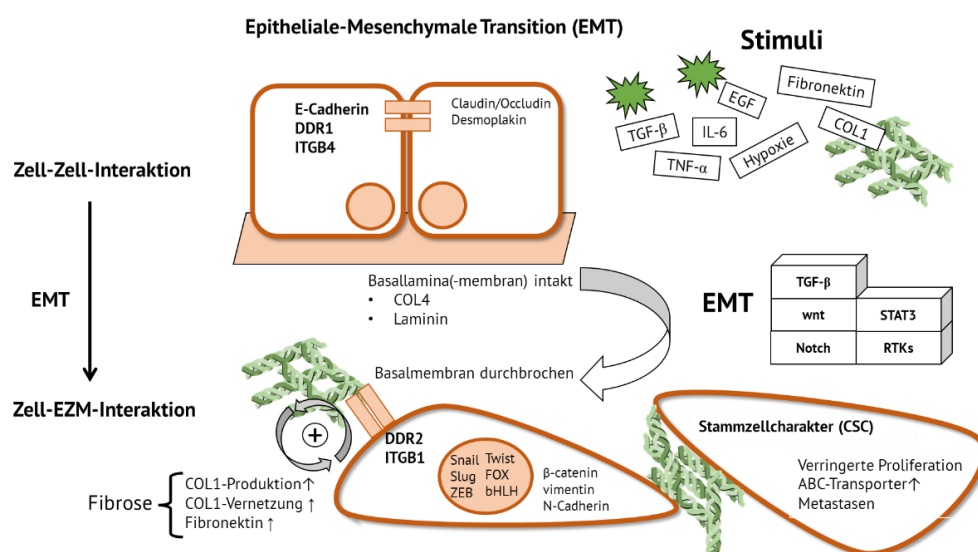 Epitheliale-Mesenchymale Transition (EMT)
Stimuli
E-Cadherin
DDR1
ITGB4
Claudin/Occludin
Desmoplakin
Fibronektin
EGF
TGF-β
IL-6
COL1
TNF-α
Hypoxie
Zell-Zell-Interaktion
EMT
Zell-EZM-Interaktion
Basallamina(-membran) intakt
• COL4
• Laminin
Basalmembran durchbrochen
EMT
TGF-β
wnt
STAT3
Notch
RTKs
+
DDR2
ITGB1
Snail Twist
Slug FOX
ZEB bHLH
β-catenin
vimentin
N-Cadherin
Fibrose
COL1-Produktion↑
COL1-Vernetzung ↑
Fibronektin ↑
Stammzellcharakter (CSC)
Verringerte Proliferation
ABC-Transporter↑
Metastasen